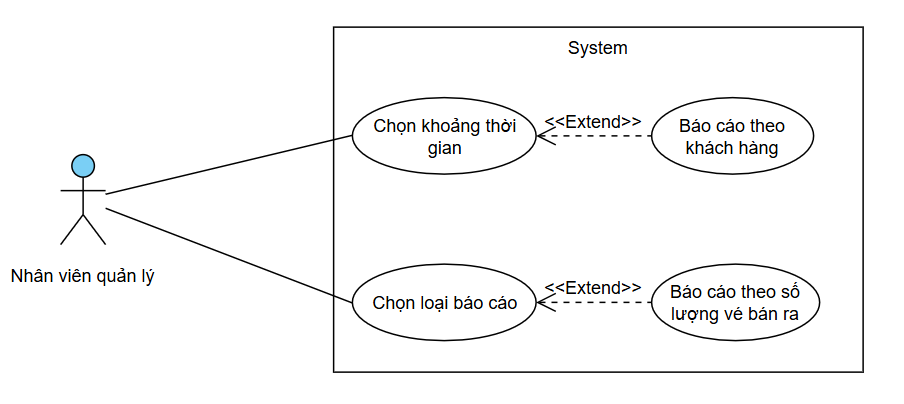 System
Chọn khoảng thời
gian
<<Extend>>
Báo cáo theo
khách hàng
Nhân viên quản lý
Chọn loại báo cáo
<<Extend>>
Báo cáo theo số
lượng vé bán ra